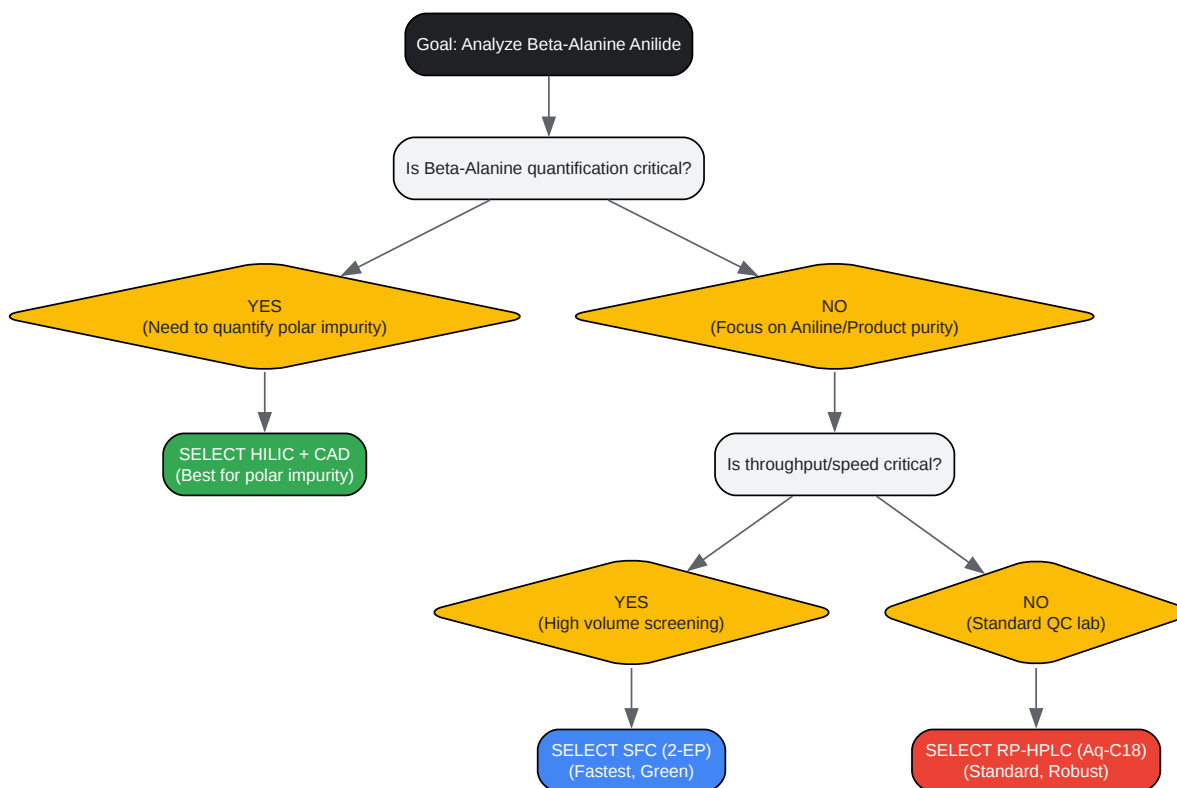 Goal: Analyze Beta-Alanine Anilide
Is Beta-Alanine quantification critical?
YES
(Need to quantify polar impurity)
NO
(Focus on Aniline/Product purity)
SELECT HILIC + CAD
(Best for polar impurity)
Is throughput/speed critical?
YES
(High volume screening)
NO
(Standard QC lab)
SELECT SFC (2-EP)
(Fastest, Green)
SELECT RP-HPLC (Aq-C18)
(Standard, Robust)